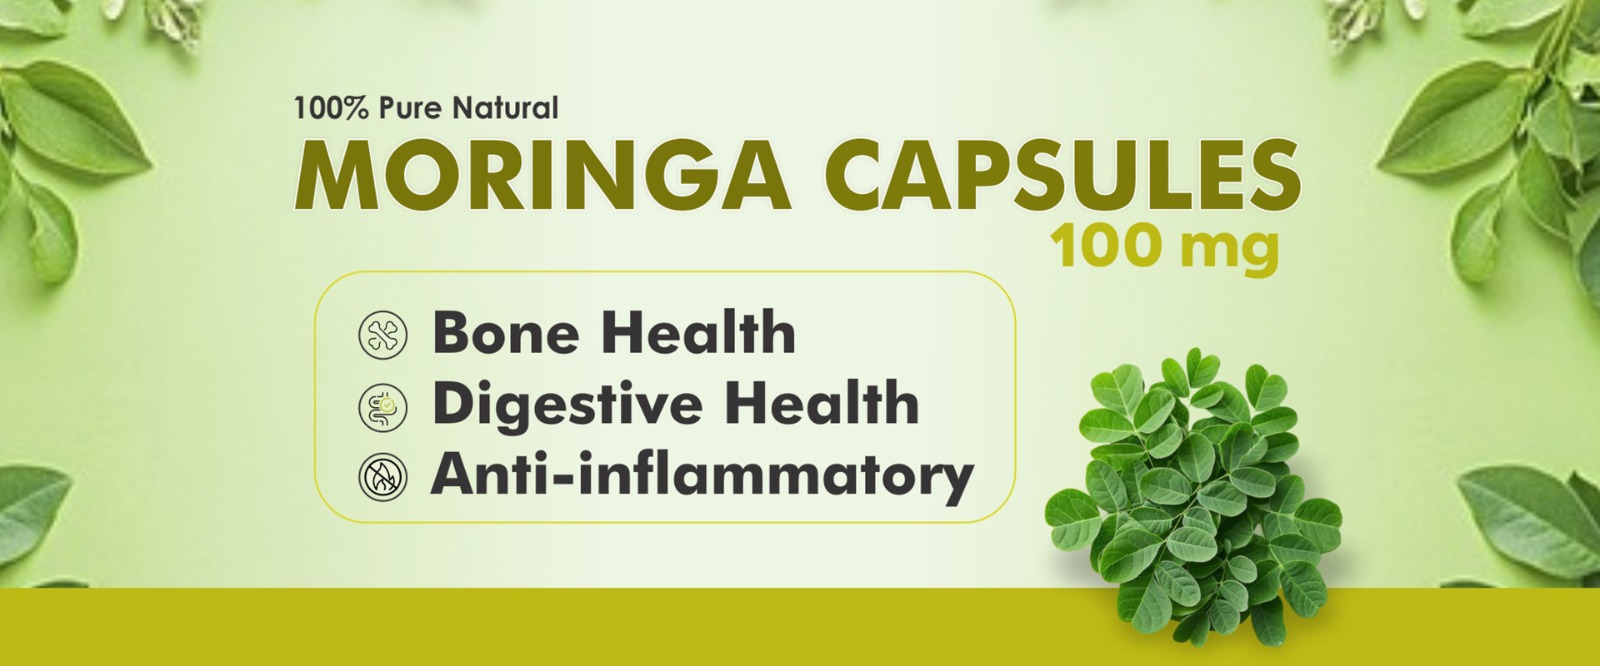 100% Pure Natural
MORINGA CAPSULES
100 mg
Bone Health
Digestive Health
Anti-inflammatory